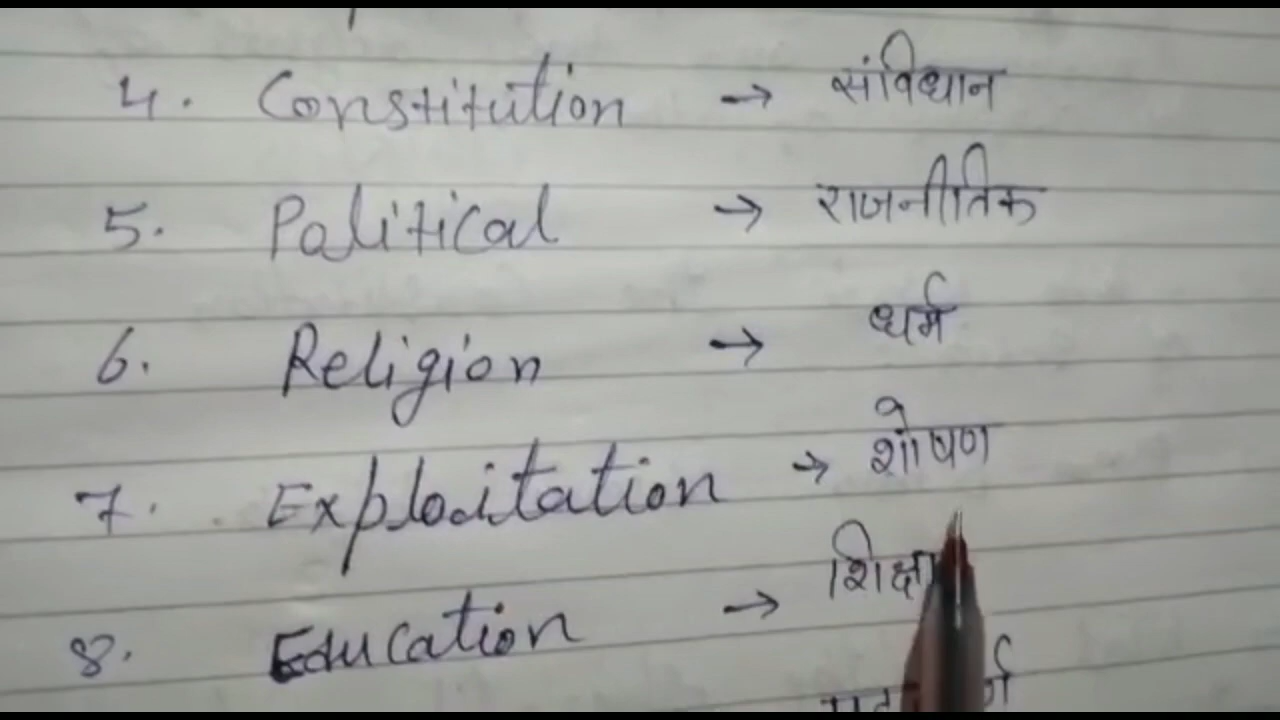 4. Constitution → संविधान
5. Political → राजनीतिक
6. Religion → धर्म
7. Exploitation → शोषण
8. Education → शिक्षा